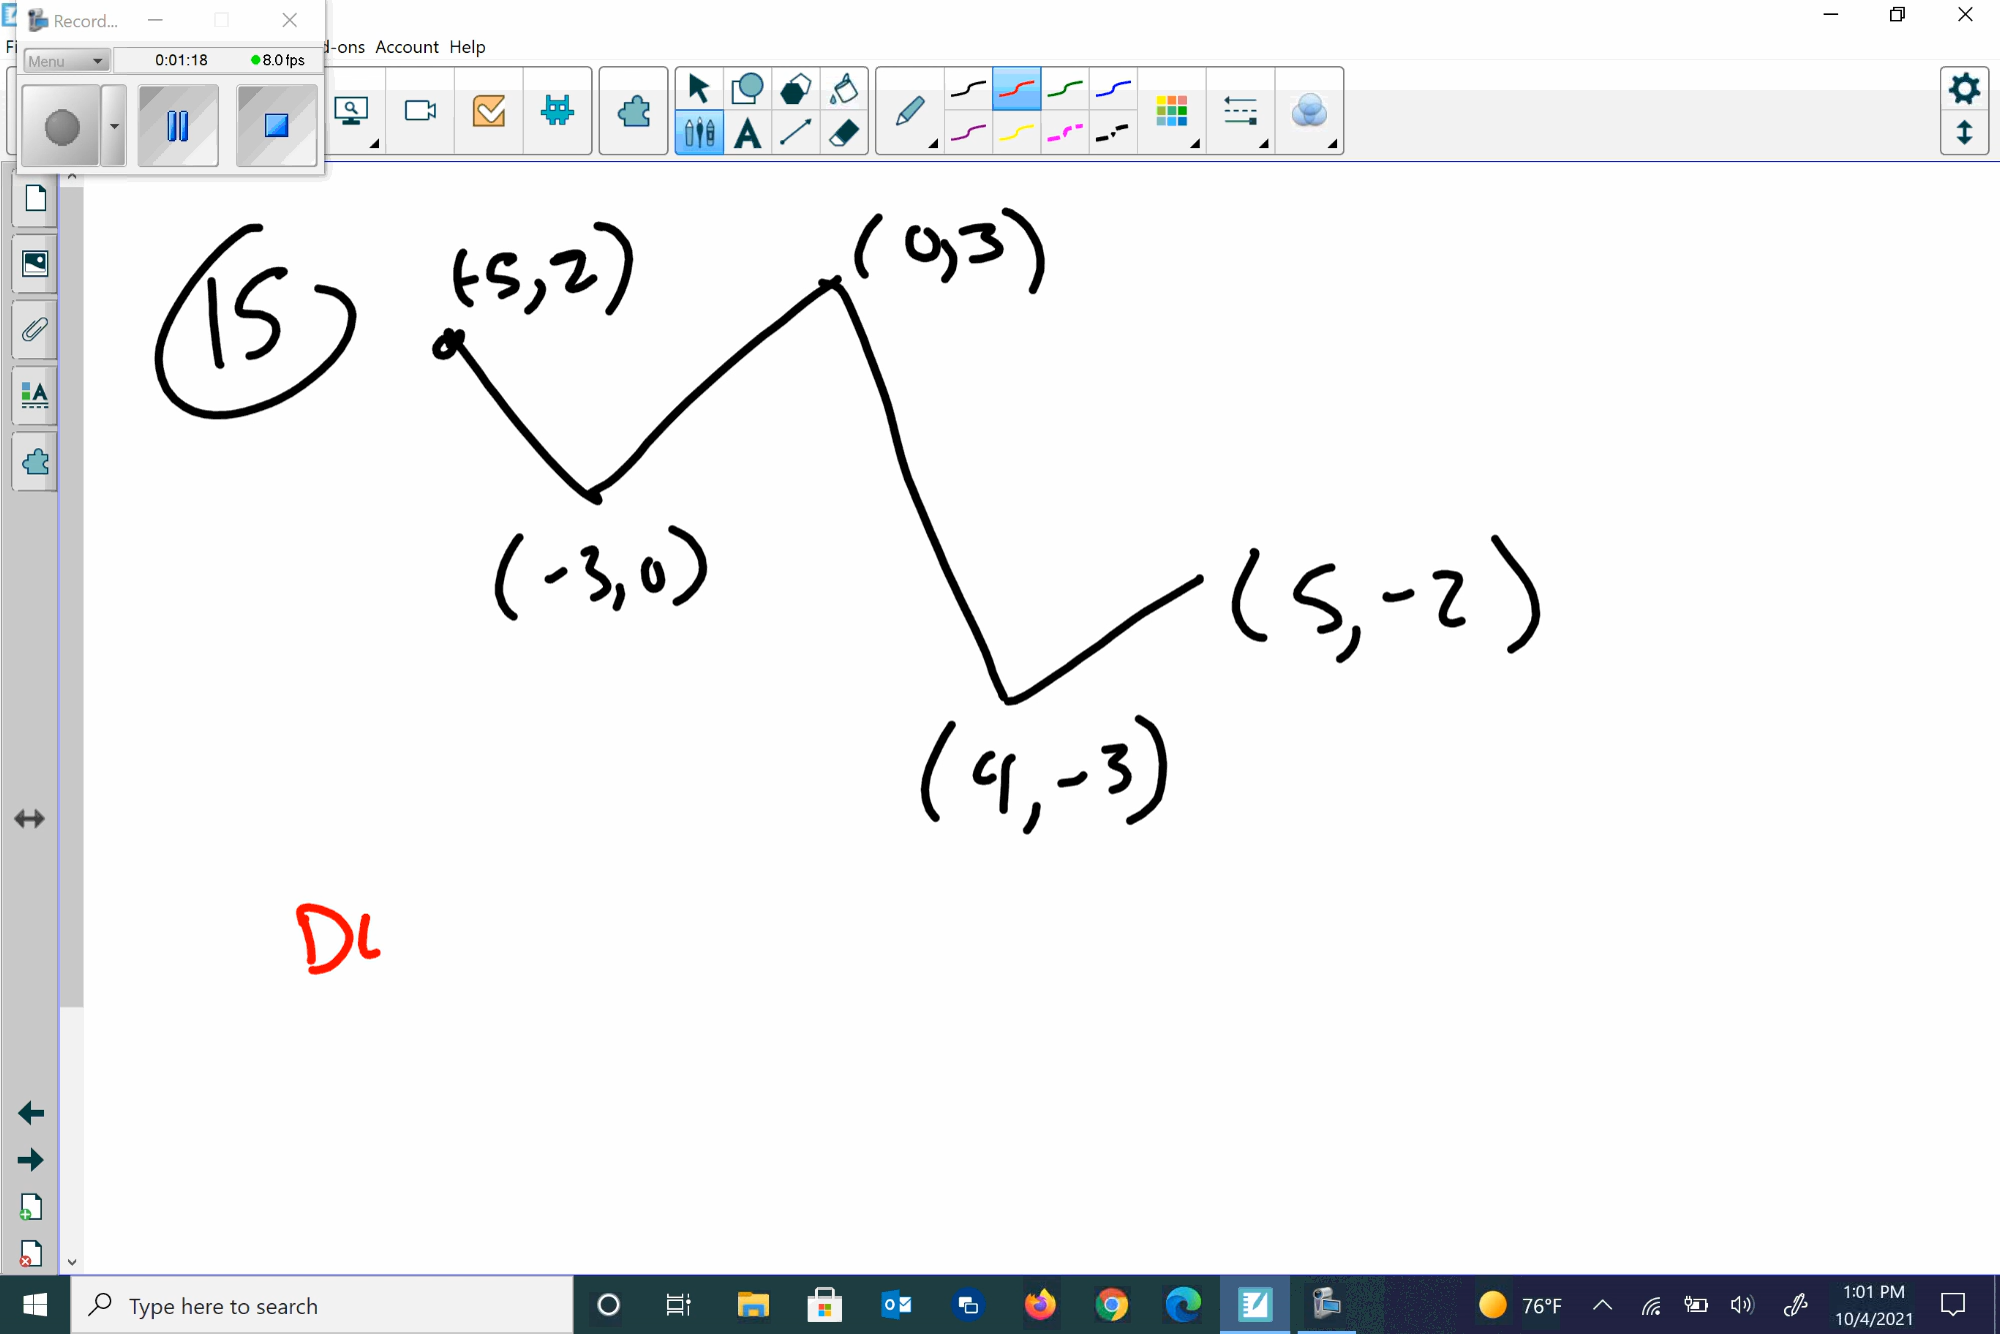 Record...
Menu 0:01:18 8.0 fps
d-ons Account Help
A
A
15
(-5,2)
(0,3)
(-3,0)
(5,-2)
(4,-3)
Type here to search
76°F
1:01 PM
10/4/2021